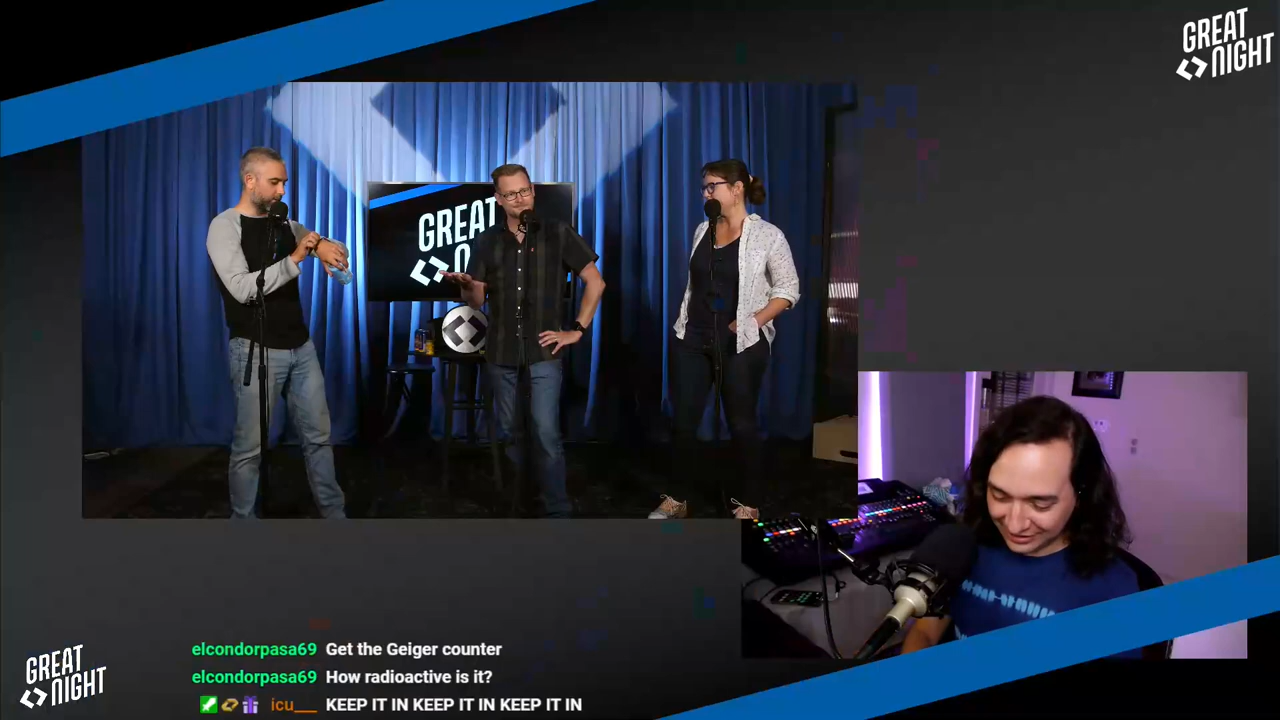 GREAT
NIGHT
GREAT
GREAT
NIGHT
elcondorpasa69 Get the Geiger counter
elcondorpasa69 How radioactive is it?
icu___ KEEP IT IN KEEP IT IN KEEP IT IN